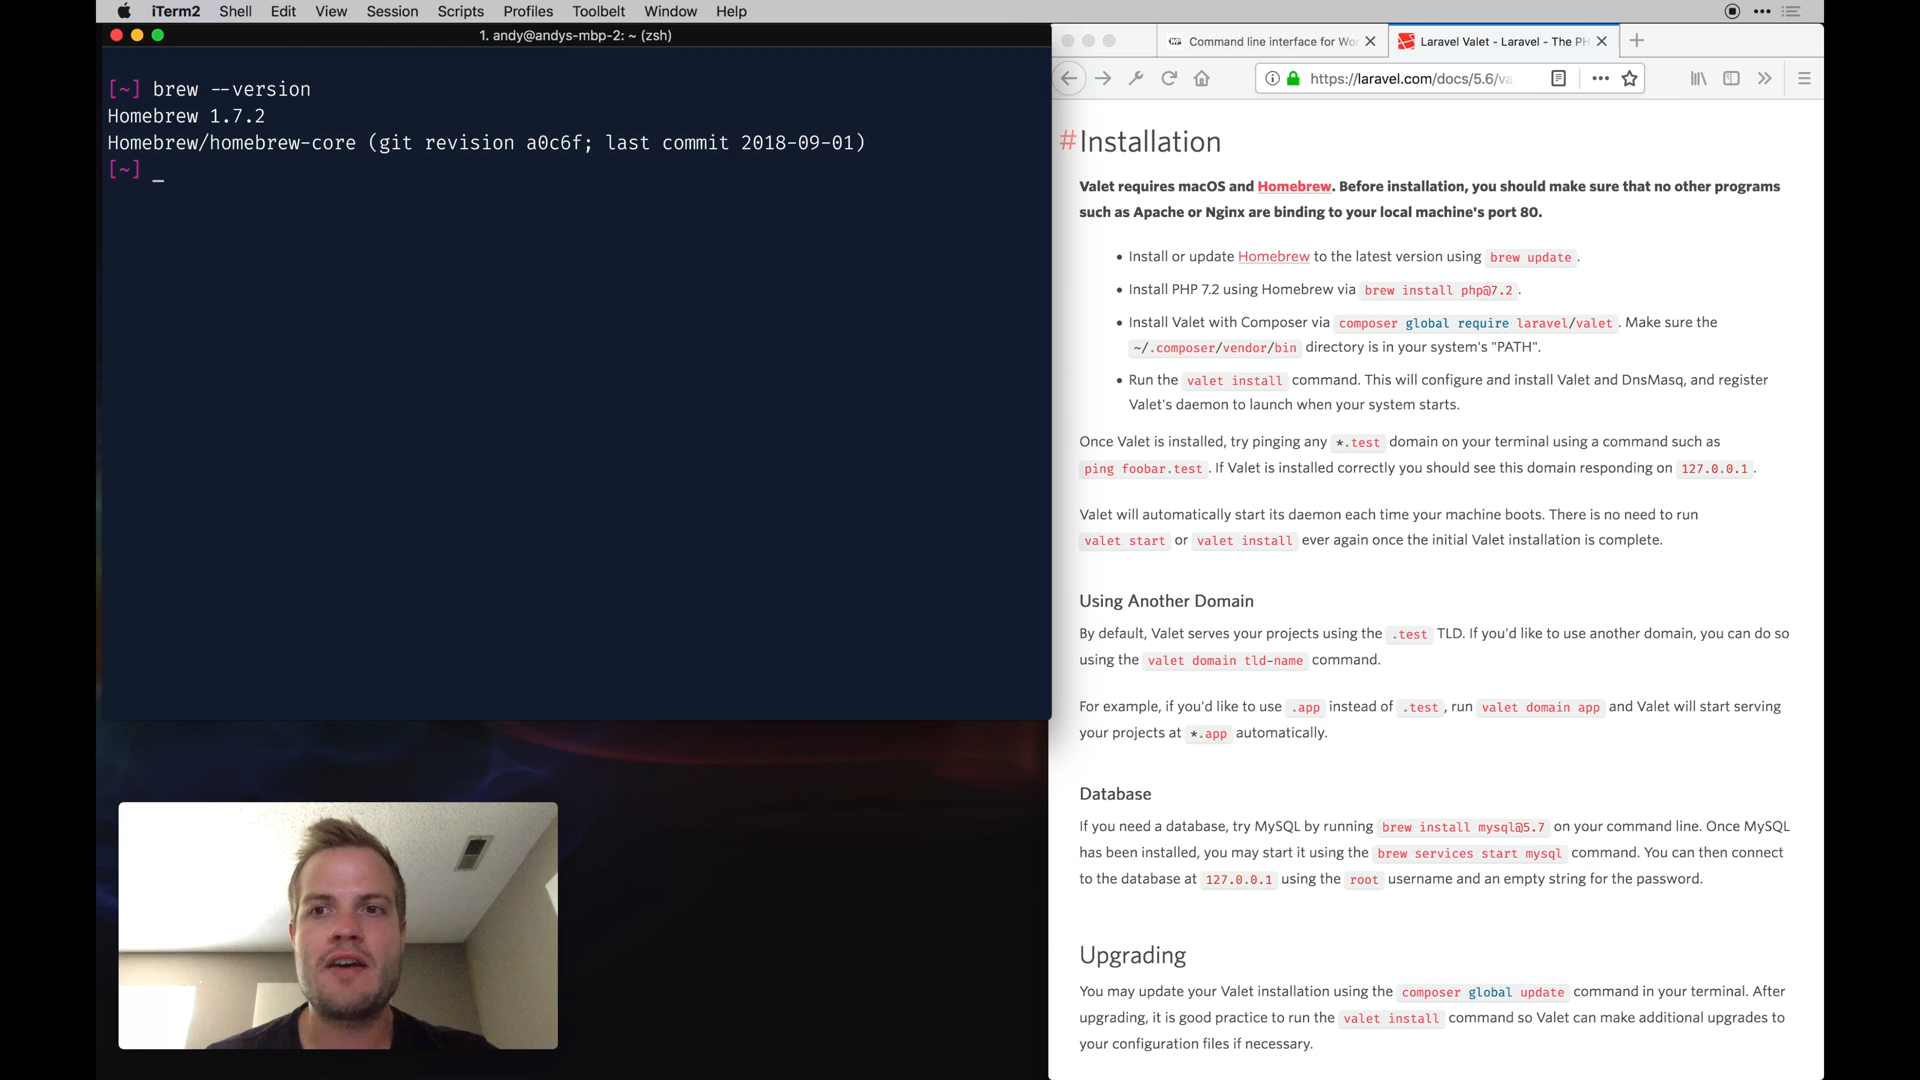 iTerm2 Shell Edit View Session Scripts Profiles Toolbelt Window Help
1. andy@andys-mbp-2: ~ (zsh)
[~] brew --version
Homebrew 1.7.2
Homebrew/homebrew-core (git revision a0c6f; last commit 2018-09-01)
[~] _
Command line interface for Wo
Laravel Valet - Laravel - The PH
https://laravel.com/docs/5.6/va
#Installation
Valet requires macOS and Homebrew. Before installation, you should make sure that no other programs
such as Apache or Nginx are binding to your local machine's port 80.
• Install or update Homebrew to the latest version using brew update.
• Install PHP 7.2 using Homebrew via brew install php@7.2.
• Install Valet with Composer via composer global require laravel/valet. Make sure the
~/.composer/vendor/bin directory is in your system's "PATH".
• Run the valet install command. This will configure and install Valet and DnsMasq, and register
Valet's daemon to launch when your system starts.
Once Valet is installed, try pinging any *.test domain on your terminal using a command such as
ping foobar.test. If Valet is installed correctly you should see this domain responding on 127.0.0.1.
Valet will automatically start its daemon each time your machine boots. There is no need to run
valet start or valet install ever again once the initial Valet installation is complete.
Using Another Domain
By default, Valet serves your projects using the .test TLD. If you'd like to use another domain, you can do so
using the valet domain tld-name command.
For example, if you'd like to use .app instead of .test, run valet domain app and Valet will start serving
your projects at *.app automatically.
Database
If you need a database, try MySQL by running brew install mysql@5.7 on your command line. Once MySQL
has been installed, you may start it using the brew services start mysql command. You can then connect
to the database at 127.0.0.1 using the root username and an empty string for the password.
Upgrading
You may update your Valet installation using the composer global update command in your terminal. After
upgrading, it is good practice to run the valet install command so Valet can make additional upgrades to
your configuration files if necessary.